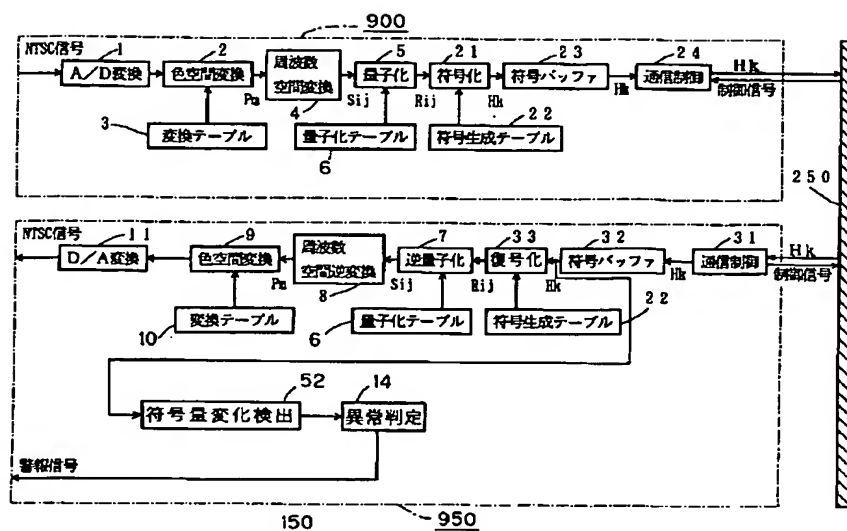 900
NTSC信号
1
2
5
21
23
24
A/D変換
色空間変換
周波数
空間変換
量子化
符号化
符号バッファ
通信制御
Hk
制御信号
Pm
4
Sij
Rij
Hk
Hk
3
変換テーブル
量子化テーブル
6
符号生成テーブル
22
250
NTSC信号
11
9
周波数
空間逆変換
7
33
32
31
D/A変換
色空間変換
逆量子化
復号化
符号バッファ
通信制御
Hk
制御信号
Pm
8
Sij
Rij
Hk
Hk
10
変換テーブル
6
量子化テーブル
符号生成テーブル
22
52
14
符号量変化検出
異常判定
警報信号
150
950